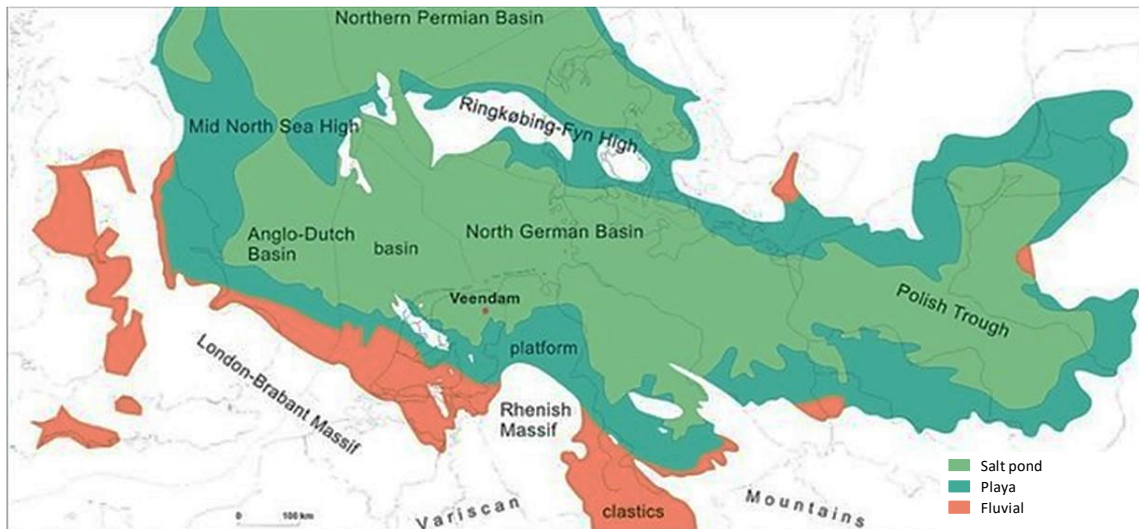 Northern Permian Basin
Ringkøbing-Fyn High
Mid North Sea High
Anglo-Dutch
Basin
basin
North German Basin
Veendam
Polish Trough
platform
London-Brabant Massif
Rhenish
Massif
Salt pond
Playa
Fluvial
clastics
0 100 km
Variscan Mountains